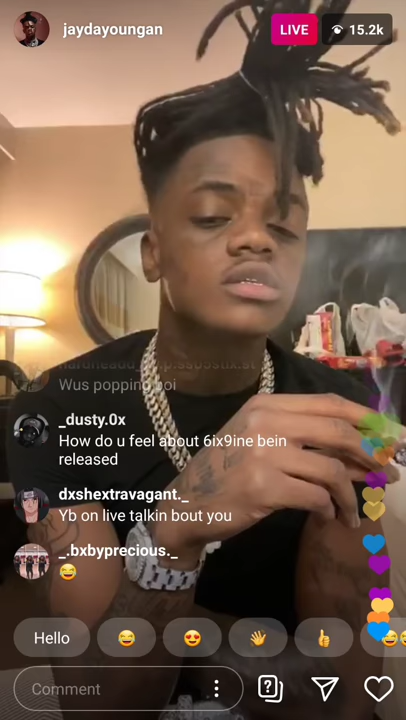 jaydayoungan
LIVE
15.2k
Wus popping boi
_dusty.0x
How do u feel about 6ix9ine bein
released
dxshextravagant._
Yb on live talkin bout you
_.bxbyprecious._
😂
Hello
Comment